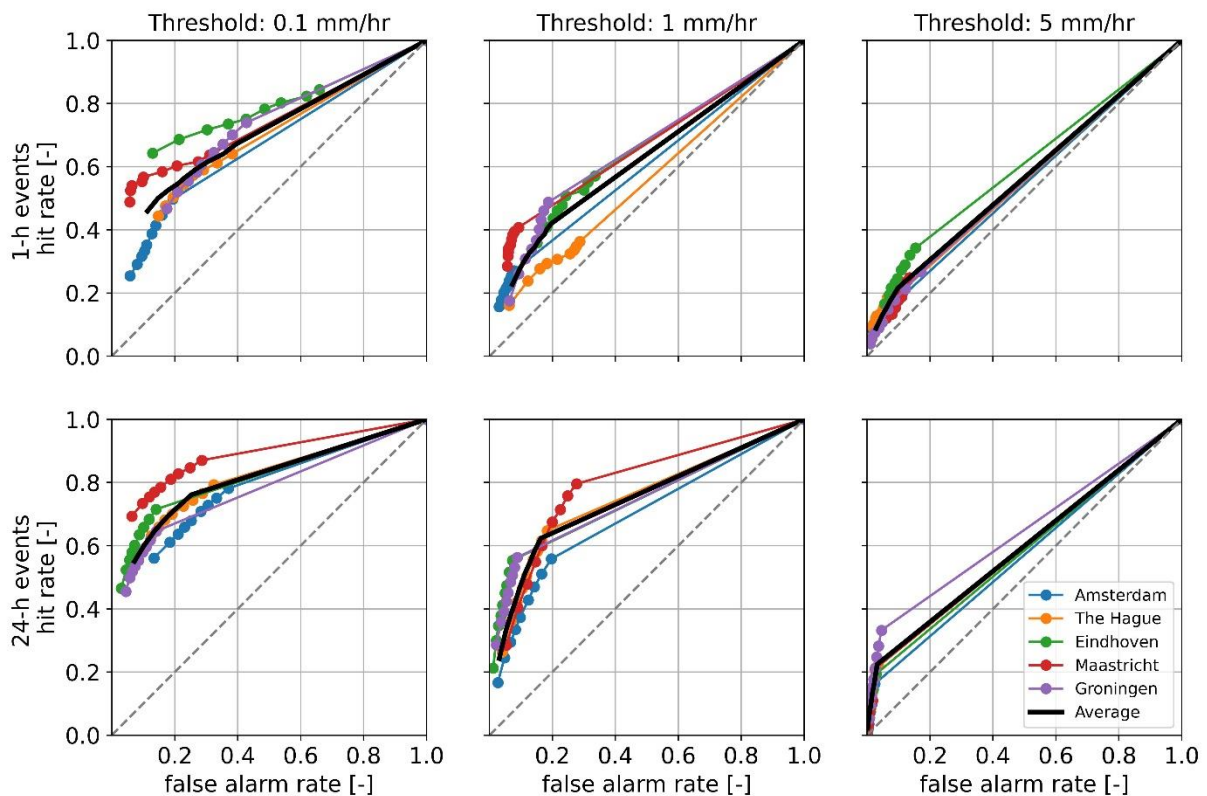 Threshold: 0.1 mm/hr
Threshold: 1 mm/hr
Threshold: 5 mm/hr
1-h events
hit rate [-]
1.0
0.8
0.6
0.4
0.2
0.0
24-h events
hit rate [-]
1.0
0.8
0.6
0.4
0.2
0.0
Amsterdam
The Hague
Eindhoven
Maastricht
Groningen
Average
0.2 0.4 0.6 0.8 1.0
0.2 0.4 0.6 0.8 1.0
0.2 0.4 0.6 0.8 1.0
false alarm rate [-]
false alarm rate [-]
false alarm rate [-]